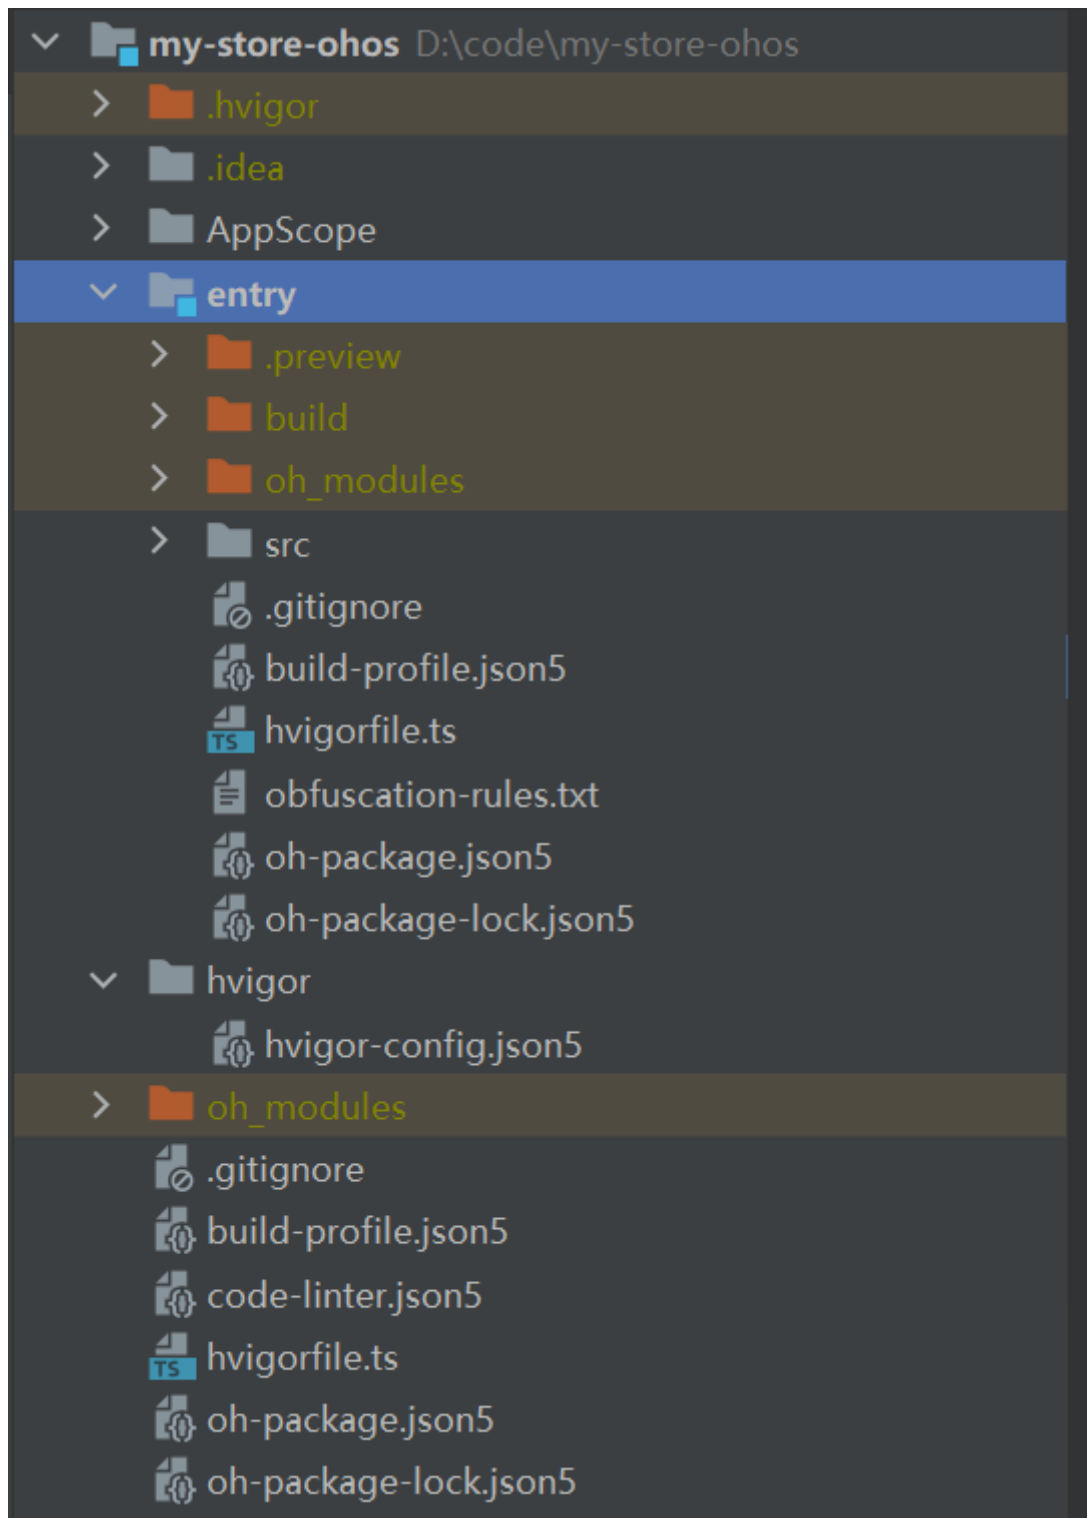 my-store-ohos D:\code\my-store-ohos
.hvigor
.idea
AppScope
entry
.preview
build
oh_modules
src
.gitignore
build-profile.json5
TS hvigorfile.ts
obfuscation-rules.txt
oh-package.json5
oh-package-lock.json5
hvigor
hvigor-config.json5
oh_modules
.gitignore
build-profile.json5
code-linter.json5
TS hvigorfile.ts
oh-package.json5
oh-package-lock.json5